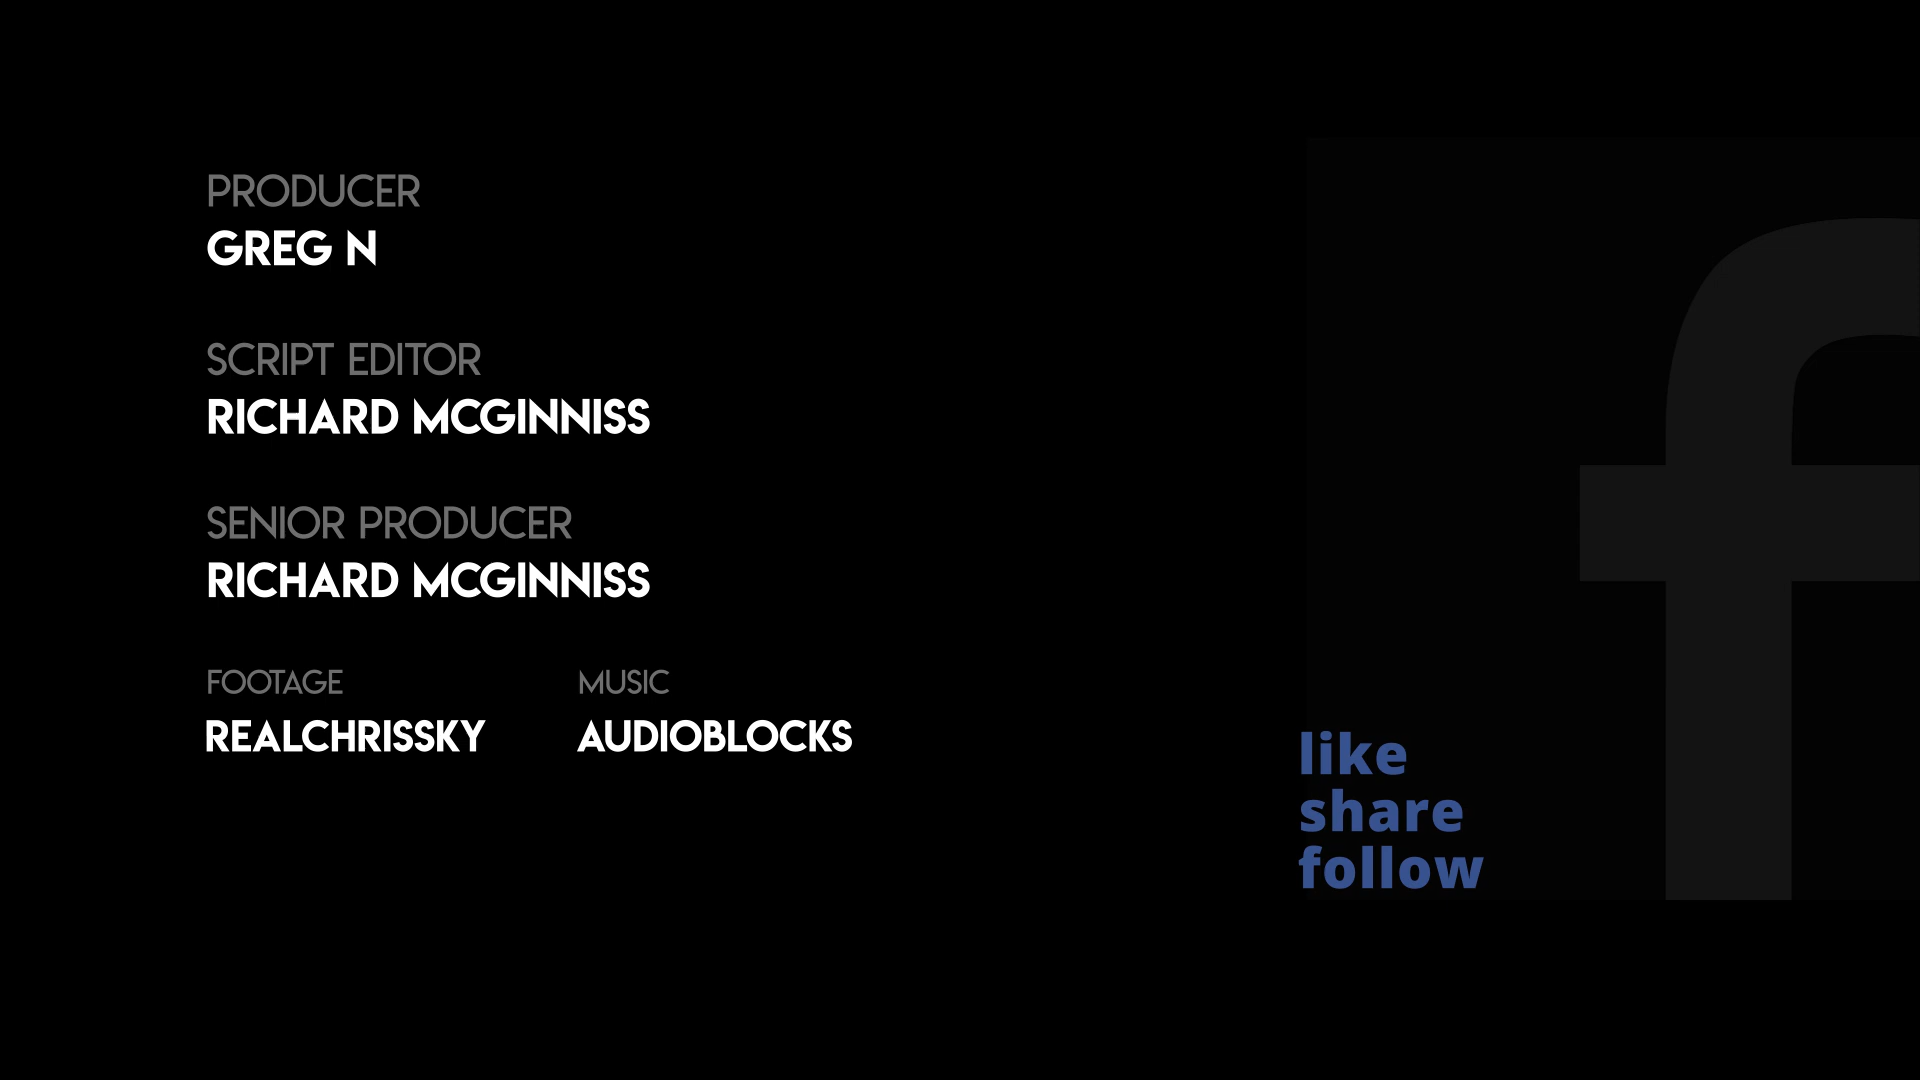 PRODUCER
GREG N
SCRIPT EDITOR
RICHARD MCGINNISS
SENIOR PRODUCER
RICHARD MCGINNISS
FOOTAGE
REALCHRISSKY
MUSIC
AUDIOBLOCKS
like
share
follow
f